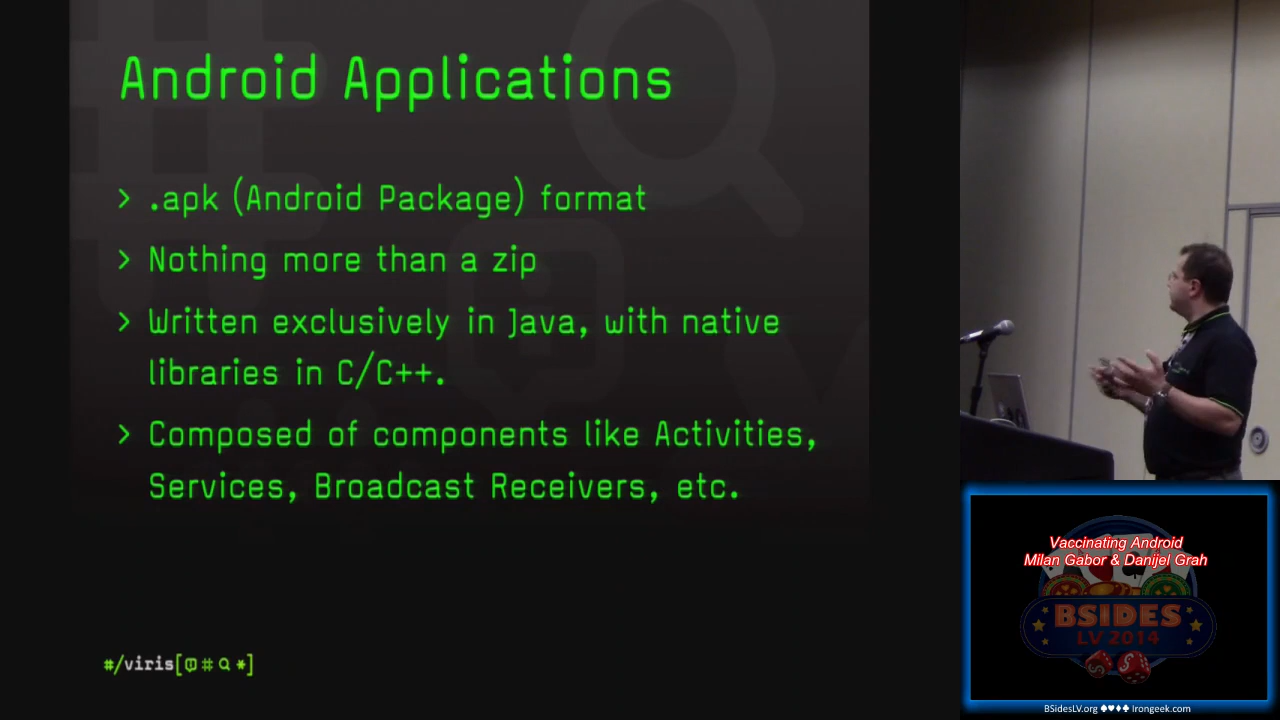 Android Applications
> .apk (Android Package) format
> Nothing more than a zip
> Written exclusively in Java, with native
libraries in C/C++.
> Composed of components like Activities,
Services, Broadcast Receivers, etc.
#/viris[
*]
Vaccinating Android
Milan Gabor & Danijel Grah
BSIDES
LV 2014
BSidesLV.org ♠♥♦♣ Irongeek.com